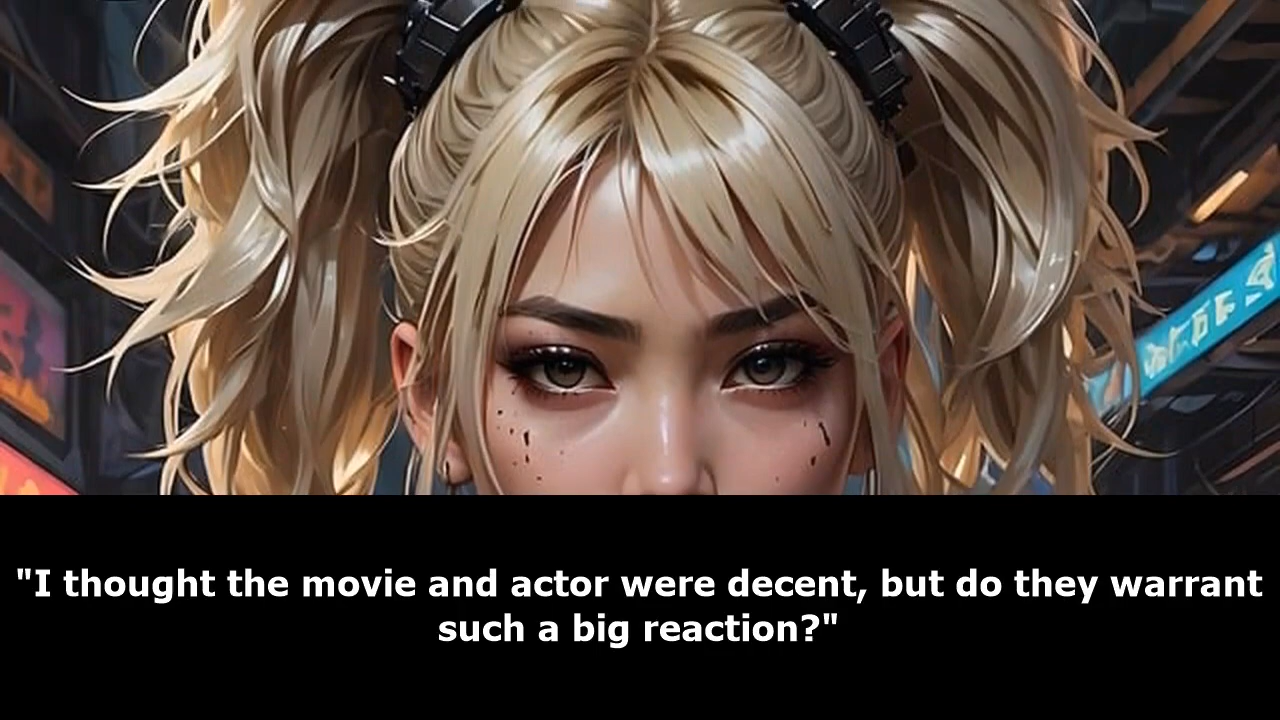 "I thought the movie and actor were decent, but do they warrant
such a big reaction?"